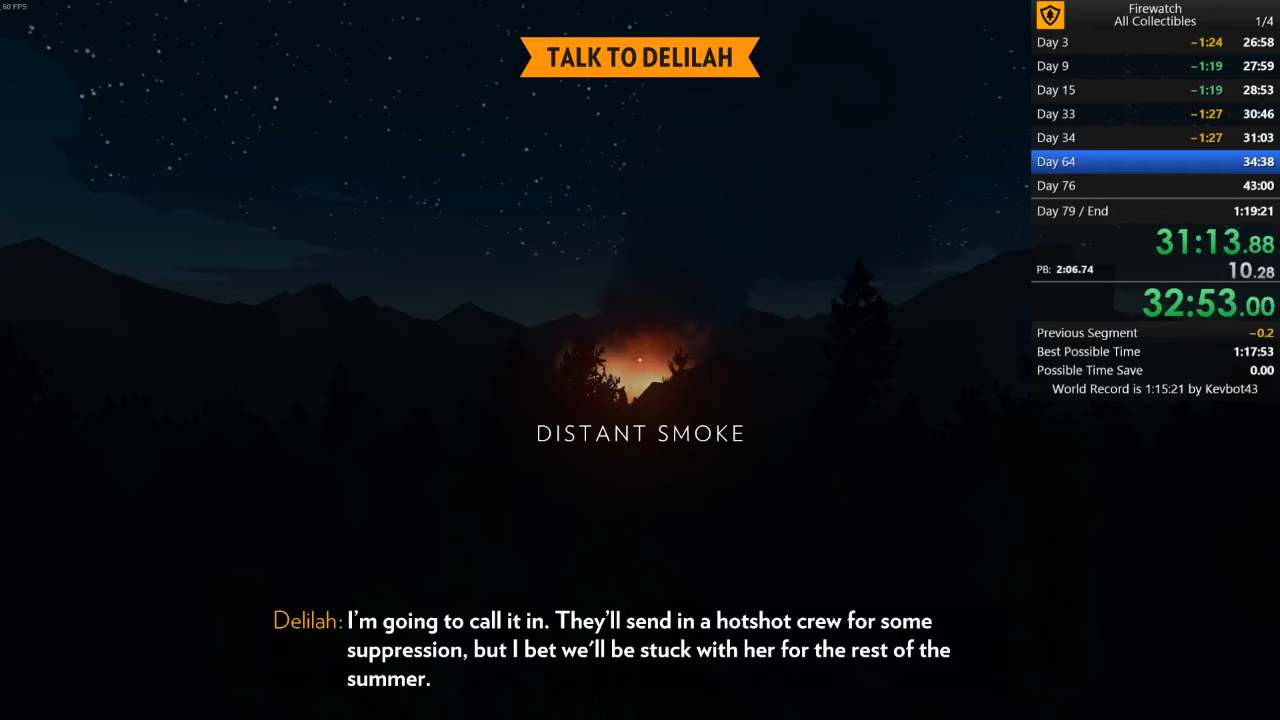 60 FPS
TALK TO DELILAH
DISTANT SMOKE
Delilah: I'm going to call it in. They'll send in a hotshot crew for some
suppression, but I bet we'll be stuck with her for the rest of the
summer.
Firewatch
All Collectibles 1/4
Day 3 −1:24 26:58
Day 9 −1:19 27:59
Day 15 −1:19 28:53
Day 33 −1:27 30:46
Day 34 −1:27 31:03
Day 64 34:38
Day 76 43:00
Day 79 / End 1:19:21
31:13.88
PB: 2:06.74 10.28
32:53.00
Previous Segment −0.2
Best Possible Time 1:17:53
Possible Time Save 0.00
World Record is 1:15:21 by Kevbot43